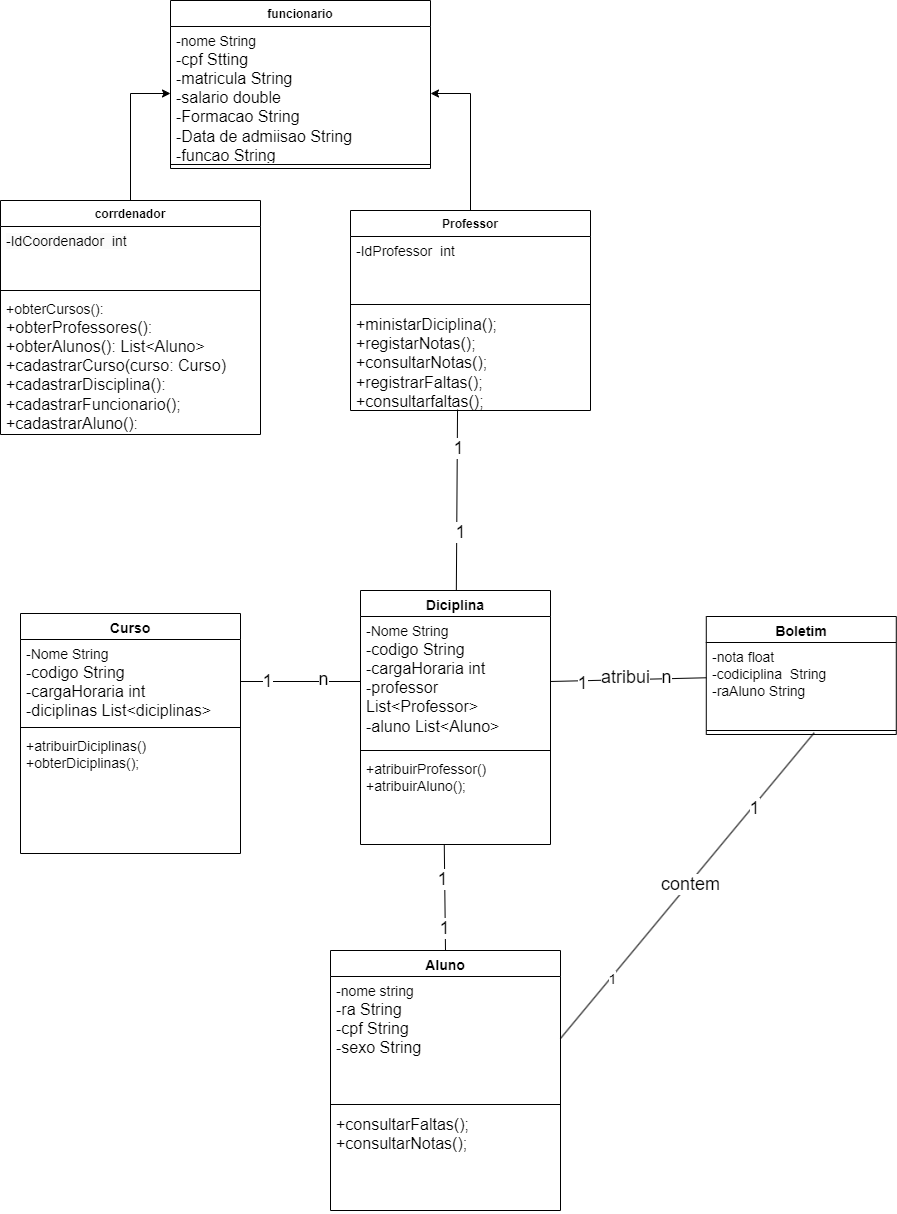 funcionario
-nome String
-cpf Stting
-matricula String
-salario double
-Formacao String
-Data de admiisao String
-funcao String
corrdenador
-IdCoordenador  int
+obterCursos():
+obterProfessores():
+obterAlunos(): List<Aluno>
+cadastrarCurso(curso: Curso)
+cadastrarDisciplina():
+cadastrarFuncionario();
+cadastrarAluno():
Professor
-IdProfessor  int
+ministarDiciplina();
+registarNotas();
+consultarNotas();
+registrarFaltas();
+consultarfaltas();
1
1
Curso
-Nome String
-codigo String
-cargaHoraria int
-diciplinas List<diciplinas>
+atribuirDiciplinas()
+obterDiciplinas();
1
n
Diciplina
-Nome String
-codigo String
-cargaHoraria int
-professor
List<Professor>
-aluno List<Aluno>
+atribuirProfessor()
+atribuirAluno();
1
atribui
n
Boletim
-nota float
-codiciplina  String
-raAluno String
1
contem
1
1
1
Aluno
-nome string
-ra String
-cpf String
-sexo String
+consultarFaltas();
+consultarNotas();